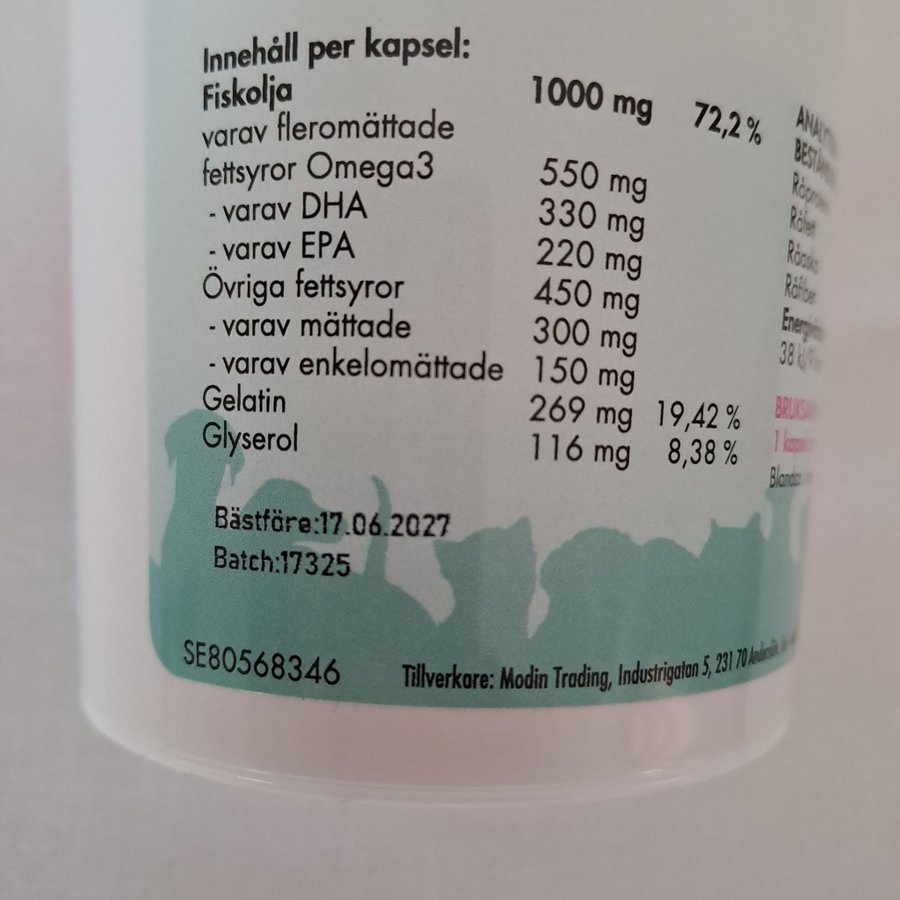 Innehåll per kapsel:
Fiskolja 1000 mg 72,2 %
varav fleromättade
fettsyror Omega3 550 mg
- varav DHA 330 mg
- varav EPA 220 mg
Övriga fettsyror 450 mg
- varav mättade 300 mg
- varav enkelomättade 150 mg
Gelatin 269 mg 19,42 %
Glyserol 116 mg 8,38 %
Bästföre:17.06.2027
Batch:17325
SE80568346
Tillverkare: Modin Trading, Industrigatan 5, 231 70
Råfett
38
1